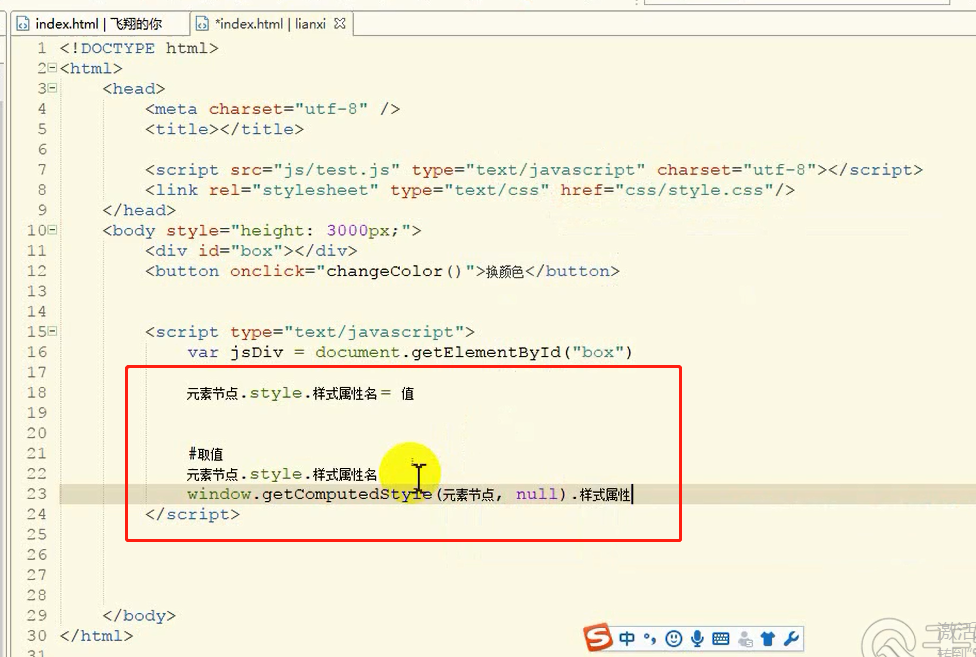 index.html | 飞翔的你 *index.html | lianxi
1 <!DOCTYPE html>
2 <html>
3 <head>
4 <meta charset="utf-8" />
5 <title></title>
6
7 <script src="js/test.js" type="text/javascript" charset="utf-8"></script>
8 <link rel="stylesheet" type="text/css" href="css/style.css"/>
9 </head>
10 <body style="height: 3000px;">
11 <div id="box"></div>
12 <button onclick="changeColor()">换颜色</button>
13
14
15 <script type="text/javascript">
16 var jsDiv = document.getElementById("box")
17
18 元素节点.style.样式属性名 = 值
19
20
21 #取值
22 元素节点.style.样式属性名
23 window.getComputedStyle(元素节点, null).样式属性
24 </script>
25
26
27
28
29 </body>
30 </html>
31
S 中
激活